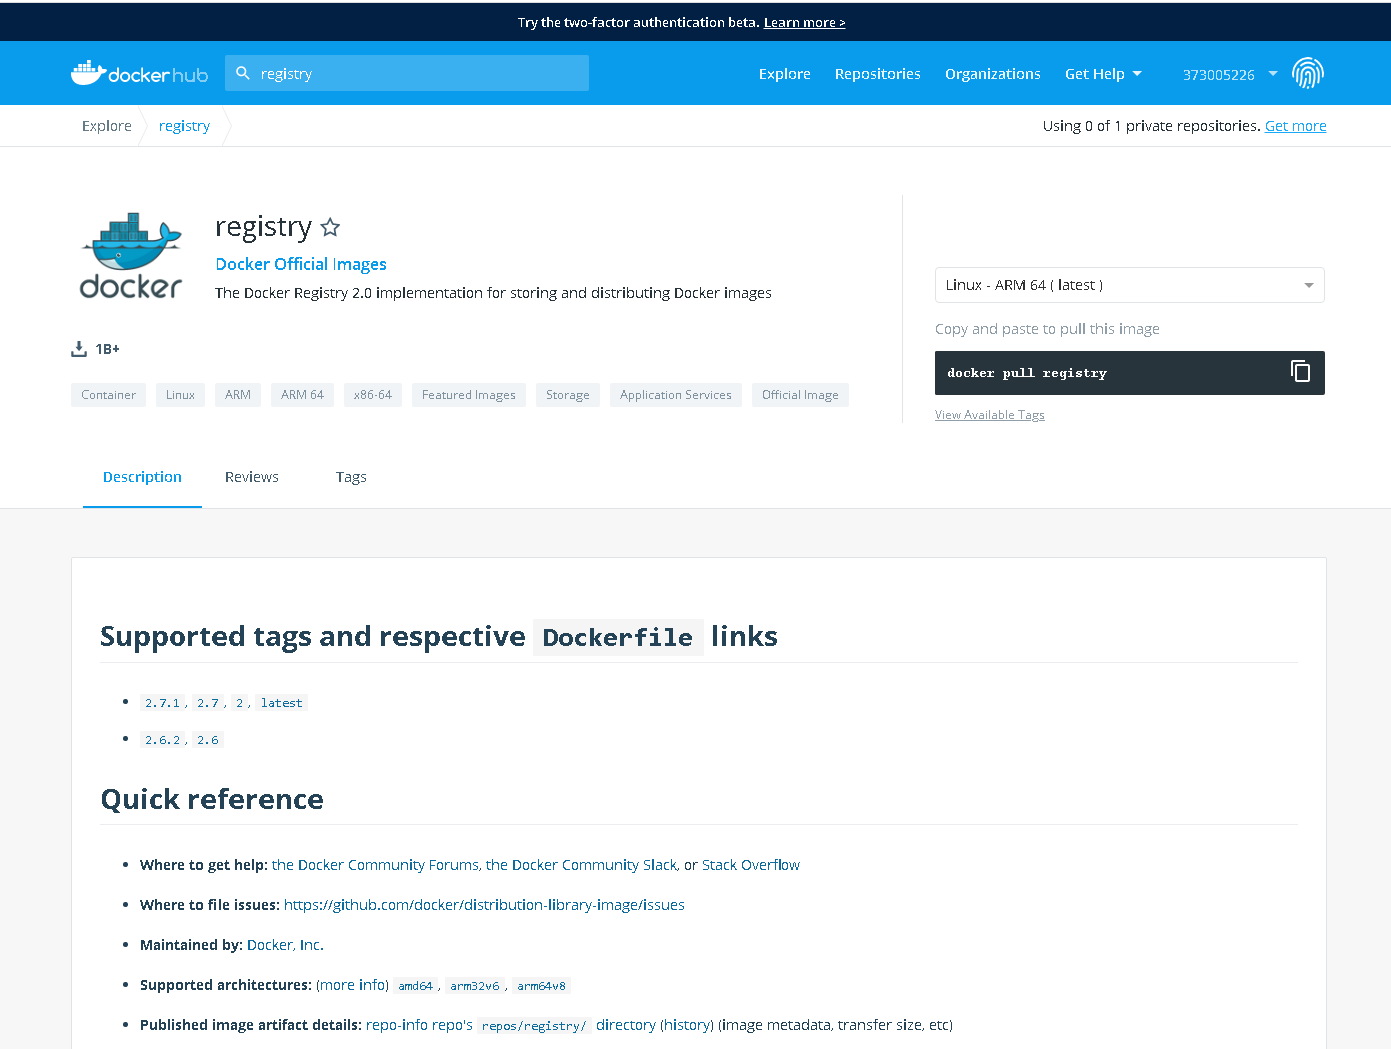 Try the two-factor authentication beta. Learn more >
dockerhub
registry
Explore Repositories Organizations Get Help 373005226
Explore registry
Using 0 of 1 private repositories. Get more
docker
registry
Docker Official Images
The Docker Registry 2.0 implementation for storing and distributing Docker images
1B+
Container Linux ARM ARM 64 x86-64 Featured Images Storage Application Services Official Image
Linux - ARM 64 ( latest )
Copy and paste to pull this image
docker pull registry
View Available Tags
Description Reviews Tags
Supported tags and respective Dockerfile links
• 2.7.1, 2.7, 2, latest
• 2.6.2, 2.6
Quick reference
• Where to get help: the Docker Community Forums, the Docker Community Slack, or Stack Overflow
• Where to file issues: https://github.com/docker/distribution-library-image/issues
• Maintained by: Docker, Inc.
• Supported architectures: (more info) amd64, arm32v6, arm64v8
• Published image artifact details: repo-info repo's repos/registry/ directory (history) (image metadata, transfer size, etc)